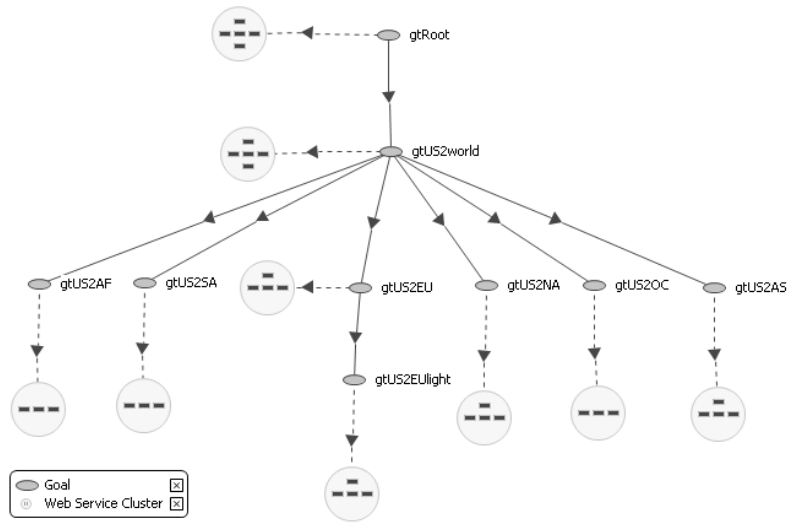 gtRoot
gtUS2world
gtUS2AF
gtUS2SA
gtUS2EU
gtUS2NA
gtUS2OC
gtUS2AS
gtUS2EUlight
Goal
Web Service Cluster